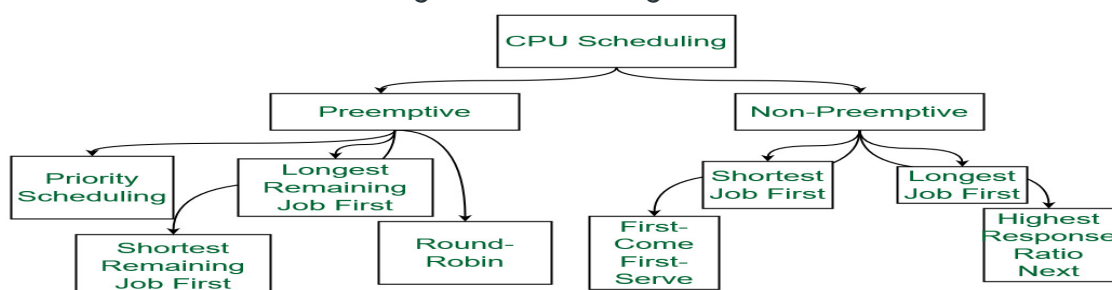 CPU Scheduling
Preemptive
Non-Preemptive
Priority
Scheduling
Longest
Remaining
Job First
Shortest
Job First
Longest
Job First
Shortest
Remaining
Job First
Round-
Robin
First-
Come
First-
Serve
Highest
Response
Ratio
Next